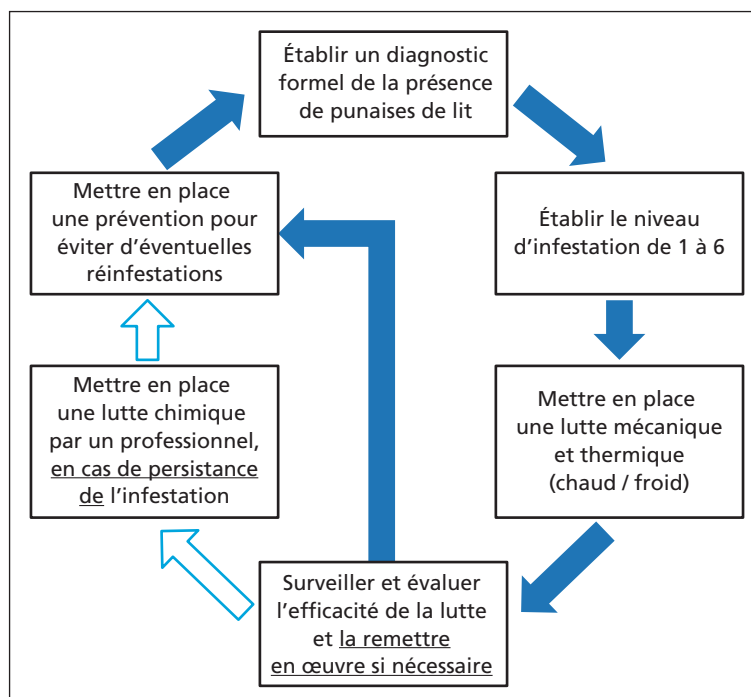 Établir un diagnostic
formel de la présence
de punaises de lit
Établir le niveau
d'infestation de 1 à 6
Mettre en place
une lutte mécanique
et thermique
(chaud / froid)
Surveiller et évaluer
l'efficacité de la lutte
et la remettre
en œuvre si nécessaire
Mettre en place
une lutte chimique
par un professionnel,
en cas de persistance
de l'infestation
Mettre en place
une prévention pour
éviter d'éventuelles
réinfestations